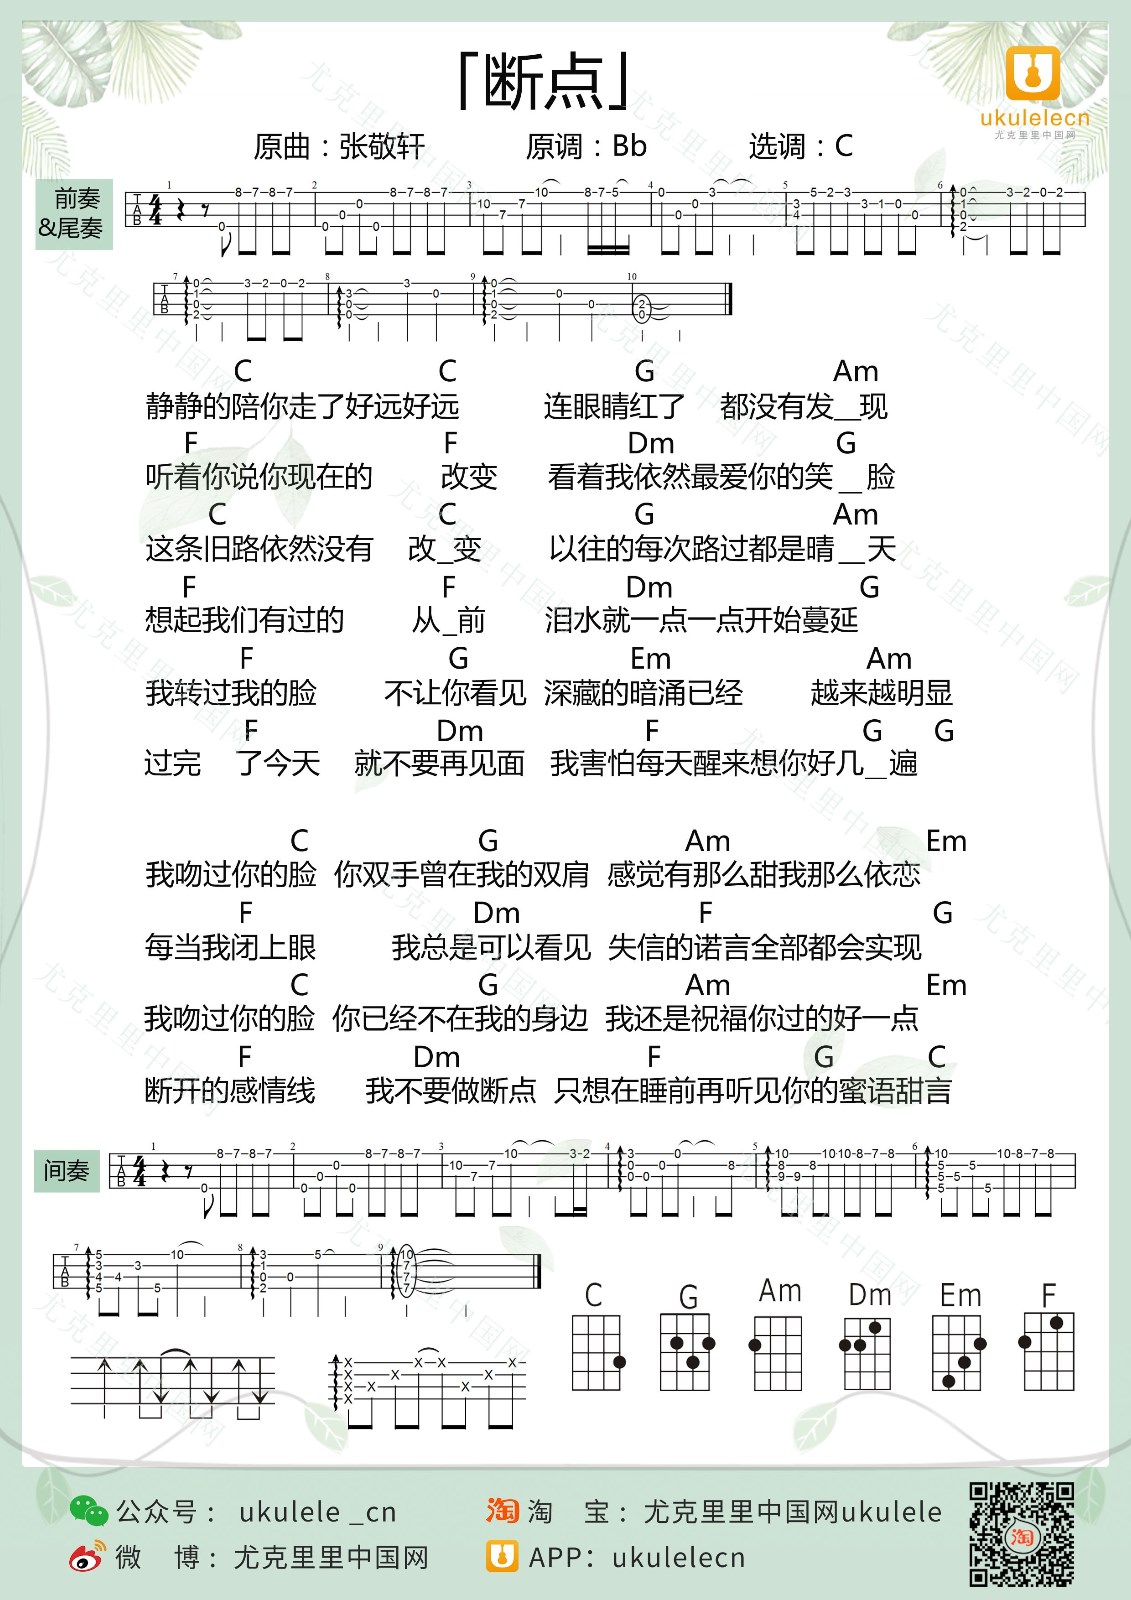 「断点」
ukulelecn
尤克里里中国网
原曲：张敬轩 原调：Bb 选调：C
前奏
&尾奏
C C G Am
静静的陪你走了好远好远 连眼睛红了 都没有发__现
F F Dm G
听着你说你现在的 改变 看着我依然最爱你的笑__脸
C C G Am
这条旧路依然没有 改_变 以往的每次路过都是晴__天
F F Dm G
想起我们有过的 从_前 泪水就一点一点开始蔓延
F G Em Am
我转过我的脸 不让你看见 深藏的暗涌已经 越来越明显
F Dm F G G
过完 了今天 就不要再见面 我害怕每天醒来想你好几__遍
C G Am Em
我吻过你的脸 你双手曾在我的双肩 感觉有那么甜我那么依恋
F Dm F G
每当我闭上眼 我总是可以看见 失信的诺言全部都会实现
C G Am Em
我吻过你的脸 你已经不在我的身边 我还是祝福你过的好一点
F Dm F G C
断开的感情线 我不要做断点 只想在睡前再听见你的蜜语甜言
间奏
C G Am Dm Em F
公众号：ukulele _cn 淘 宝：尤克里里中国网ukulele
微 博：尤克里里中国网 APP：ukulelecn